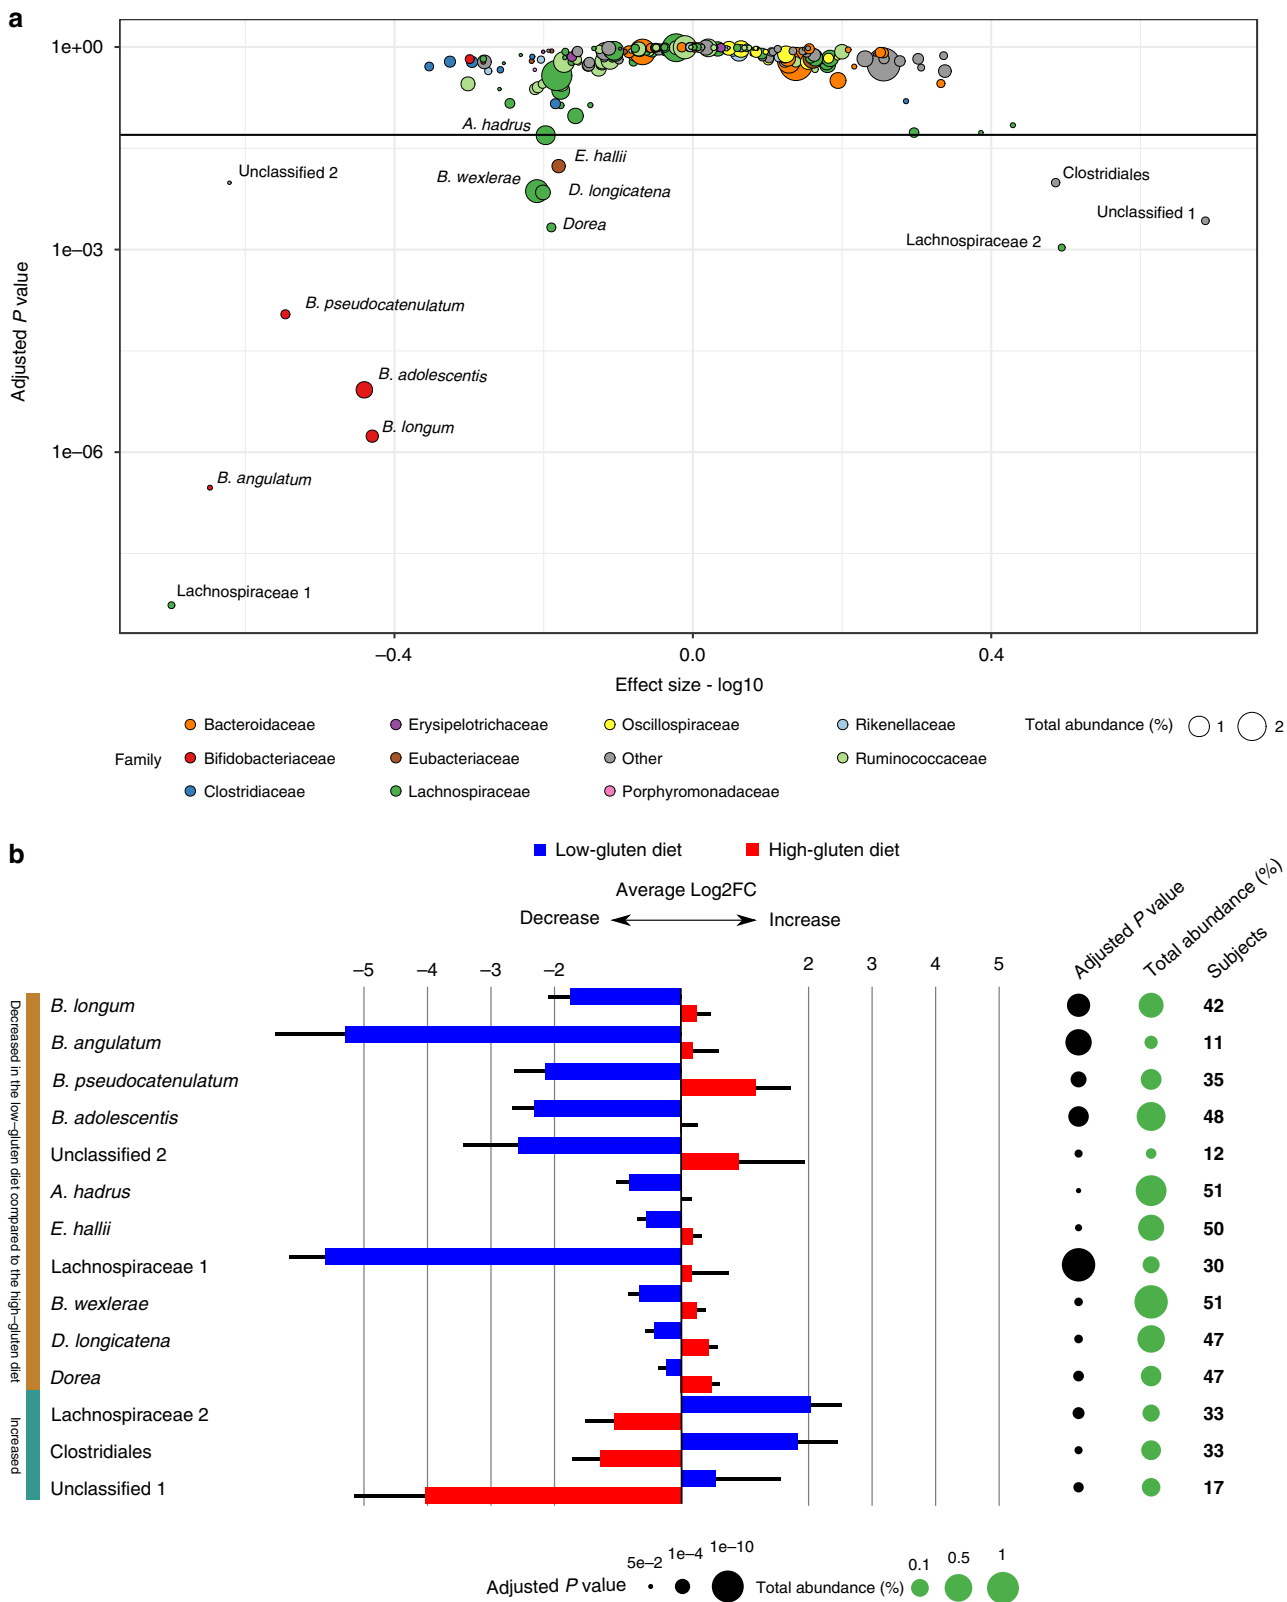 a
1e+00
1e–03
1e–06
Adjusted P value
A. hadrus
E. hallii
Unclassified 2
B. wexlerae
D. longicatena
Dorea
Clostridiales
Unclassified 1
Lachnospiraceae 2
B. pseudocatenulatum
B. adolescentis
B. longum
B. angulatum
Lachnospiraceae 1
–0.4 0.0 0.4
Effect size - log10
Family
Bacteroidaceae Erysipelotrichaceae Oscillospiraceae Rikenellaceae Total abundance (%) 1 2
Bifidobacteriaceae Eubacteriaceae Other Ruminococcaceae
Clostridiaceae Lachnospiraceae Porphyromonadaceae
b
Low-gluten diet High-gluten diet
Average Log2FC
Decrease Increase
Adjusted P value
Total abundance (%)
Subjects
–5 –4 –3 –2 2 3 4 5
Decreased in the low–gluten diet compared to the high–gluten diet
Increased
B. longum 42
B. angulatum 11
B. pseudocatenulatum 35
B. adolescentis 48
Unclassified 2 12
A. hadrus 51
E. hallii 50
Lachnospiraceae 1 30
B. wexlerae 51
D. longicatena 47
Dorea 47
Lachnospiraceae 2 33
Clostridiales 33
Unclassified 1 17
Adjusted P value 5e–2 1e–4 1e–10
Total abundance (%) 0.1 0.5 1